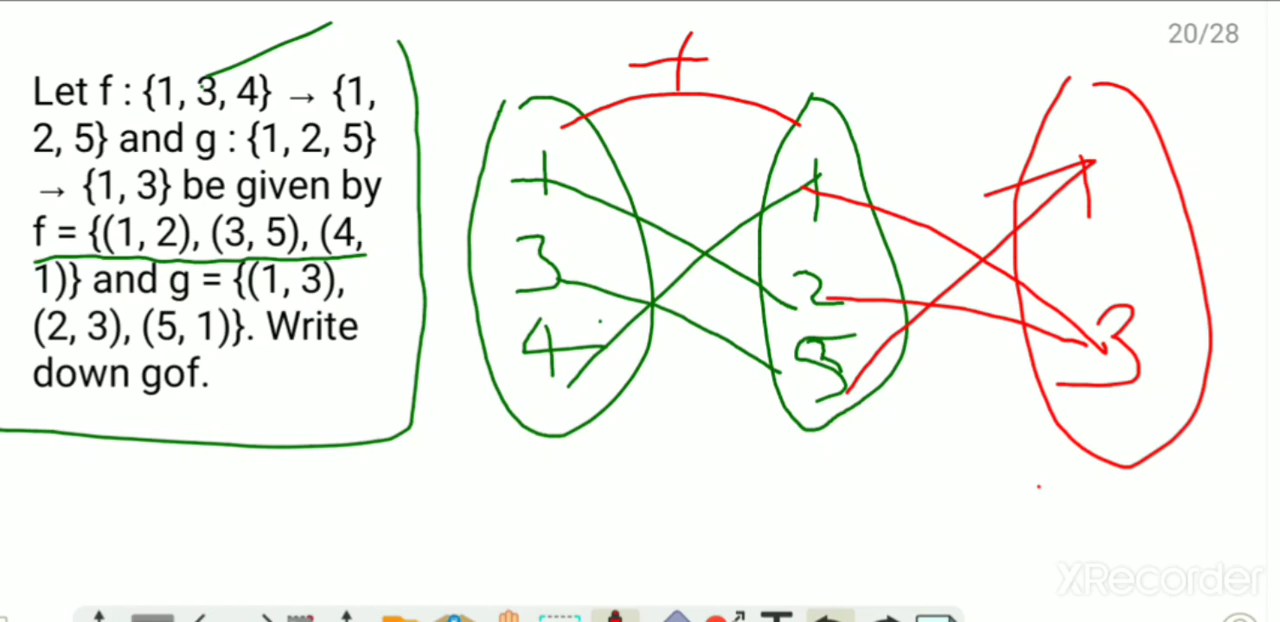 20/28
Let f : {1, 3, 4} → {1,
2, 5} and g : {1, 2, 5}
→ {1, 3} be given by
f = {(1, 2), (3, 5), (4,
1)} and g = {(1, 3),
(2, 3), (5, 1)}. Write
down gof.
f
1 1 1
3 2
4 5 3
XRecorder